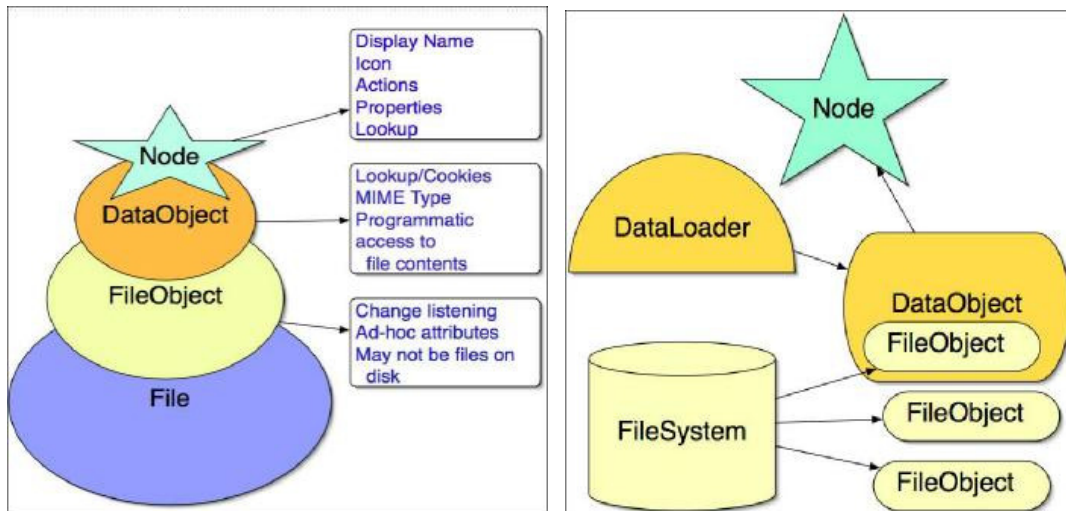 Display Name
Icon
Actions
Properties
Lookup
Node
DataObject
Lookup/Cookies
MIME Type
Programmatic
access to
file contents
FileObject
Change listening
Ad-hoc attributes
May not be files on
disk
File
Node
DataLoader
DataObject
FileObject
FileSystem
FileObject
FileObject